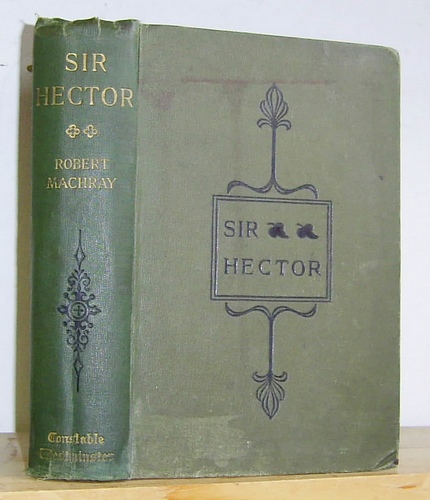 SIR
HECTOR
ROBERT
MACHRAY
Constable
Westminster
SIR
HECTOR